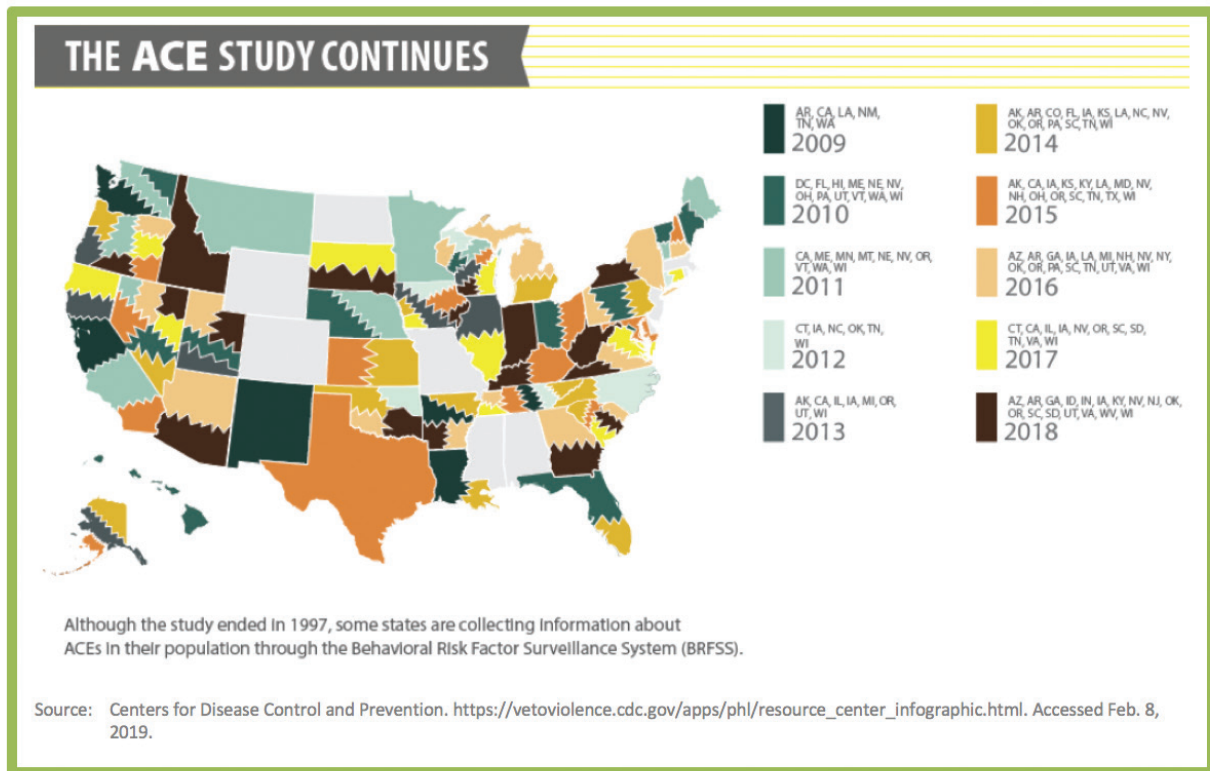 THE ACE STUDY CONTINUES
AR, CA, LA, NM,
TN, WA
2009
DC, FL, HI, ME, NE, NV,
OH, PA, UT, VT, WA, WI
2010
CA, ME, MN, MT, NE, NV, OR,
VT, WA, WI
2011
CT, IA, NC, OK, TN,
WI
2012
AK, CA, IL, IA, MI, OR,
UT, WI
2013
AK, AR, CO, FL, IA, KS, LA, NC, NV,
OK, OR, PA, SC, TN, WI
2014
AK, CA, IA, KS, KY, LA, MD, NV,
NH, OH, OR, SC, TN, TX, WI
2015
AZ, AR, GA, IA, LA, MI, NH, NV, NY,
OK, OR, PA, SC, TN, UT, VA, WI
2016
CT, CA, IL, IA, NV, OR, SC, SD,
TN, VA, WI
2017
AZ, AR, GA, ID, IN, IA, KY, NV, NJ, OK,
OR, SC, SD, UT, VA, WV, WI
2018
Although the study ended in 1997, some states are collecting information about
ACEs in their population through the Behavioral Risk Factor Surveillance System (BRFSS).
Source: Centers for Disease Control and Prevention. https://vetoviolence.cdc.gov/apps/phl/resource_center_infographic.html. Accessed Feb. 8,
2019.